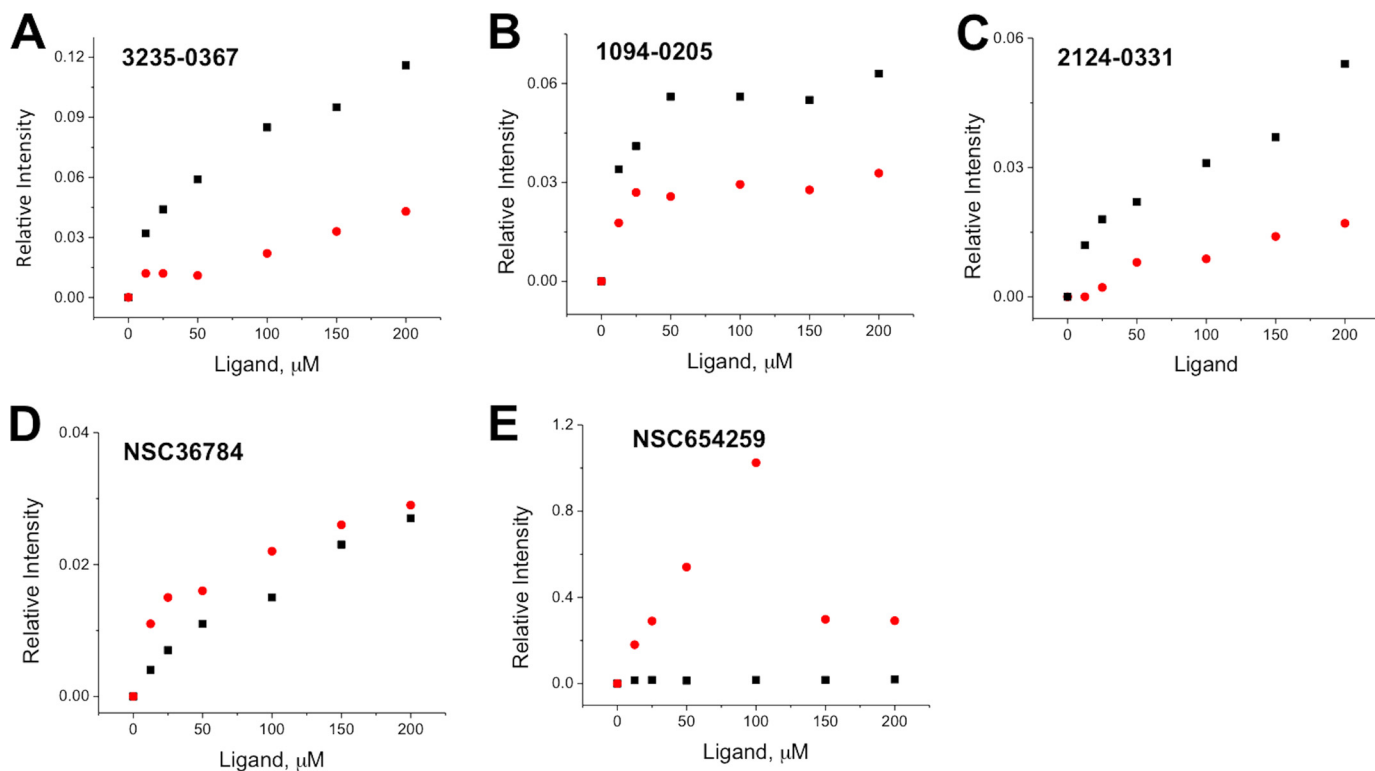 A
3235-0367
Relative Intensity
0.12
0.09
0.06
0.03
0.00
0 50 100 150 200
Ligand, μM
B
1094-0205
Relative Intensity
0.06
0.03
0.00
0 50 100 150 200
Ligand, μM
C
2124-0331
Relative Intensity
0.06
0.03
0.00
0 50 100 150 200
Ligand
D
NSC36784
Relative Intensity
0.04
0.02
0.00
0 50 100 150 200
Ligand, μM
E
NSC654259
Relative Intensity
1.2
0.8
0.4
0.0
0 50 100 150 200
Ligand, μM